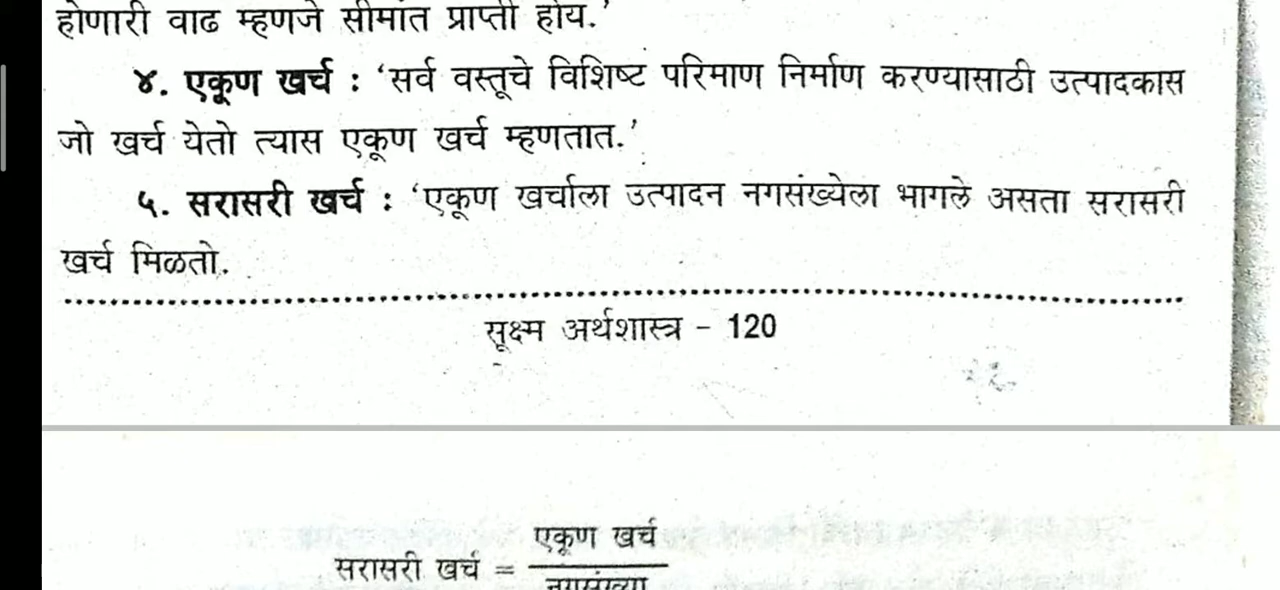 होणारी वाढ म्हणजे सीमांत प्राप्ती होय.'
४. एकूण खर्च : 'सर्व वस्तूचे विशिष्ट परिमाण निर्माण करण्यासाठी उत्पादकास
जो खर्च येतो त्यास एकूण खर्च म्हणतात.'
५. सरासरी खर्च : 'एकूण खर्चाला उत्पादन नगसंख्येला भागले असता सरासरी
खर्च मिळतो.
सूक्ष्म अर्थशास्त्र - 120
एकूण खर्च
सरासरी खर्च =
नगसंख्या